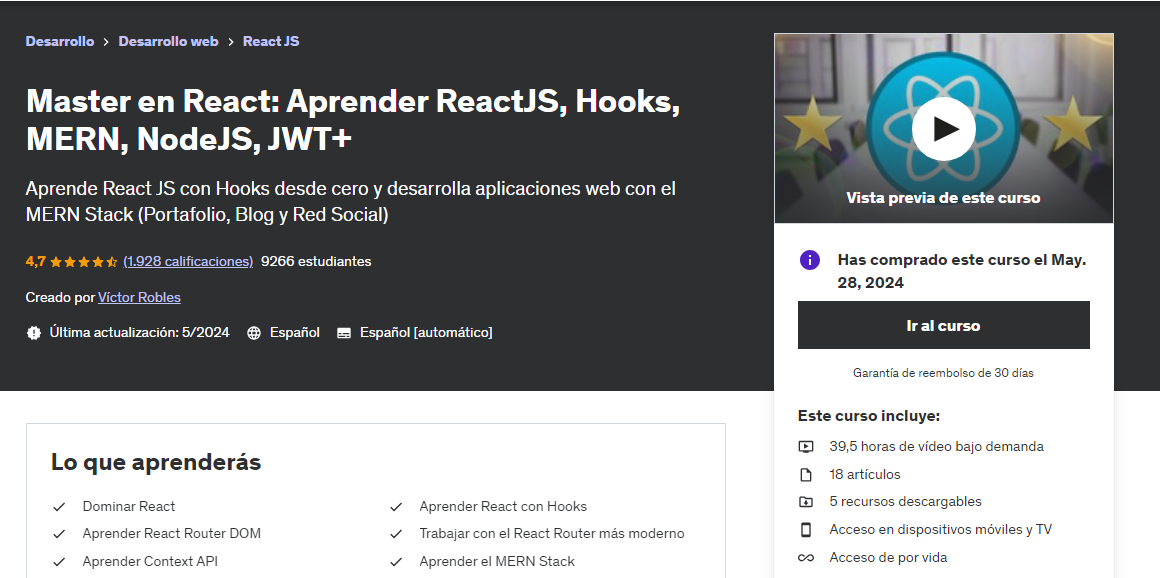 Desarrollo > Desarrollo web > React JS
Master en React: Aprender ReactJS, Hooks,
MERN, NodeJS, JWT+
Aprende React JS con Hooks desde cero y desarrolla aplicaciones web con el
MERN Stack (Portafolio, Blog y Red Social)
4,7 (1.928 calificaciones) 9266 estudiantes
Creado por Víctor Robles
Última actualización: 5/2024 Español Español [automático]
Vista previa de este curso
Has comprado este curso el May.
28, 2024
Ir al curso
Garantía de reembolso de 30 días
Este curso incluye:
39,5 horas de vídeo bajo demanda
18 artículos
5 recursos descargables
Acceso en dispositivos móviles y TV
Acceso de por vida
Lo que aprenderás
Dominar React
Aprender React con Hooks
Aprender React Router DOM
Trabajar con el React Router más moderno
Aprender Context API
Aprender el MERN Stack